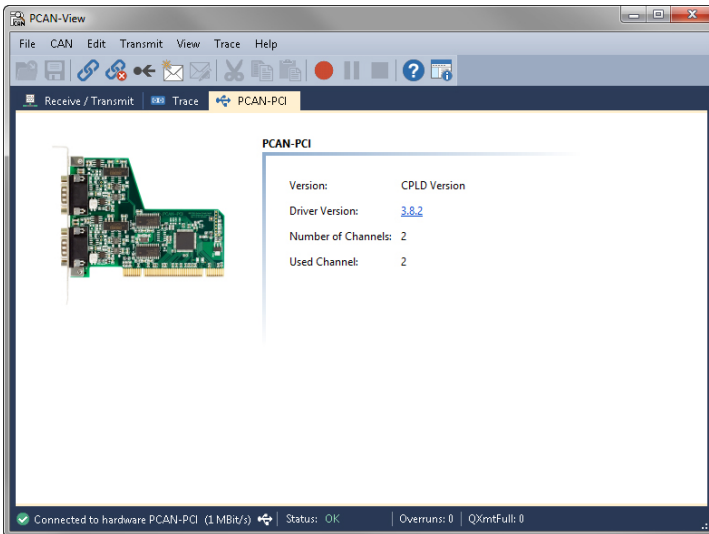 PCAN-View
File CAN Edit Transmit View Trace Help
Receive / Transmit Trace PCAN-PCI
PCAN-PCI
Version: CPLD Version
Driver Version: 3.8.2
Number of Channels: 2
Used Channel: 2
Connected to hardware PCAN-PCI (1 MBit/s) Status: OK Overruns: 0 QXmtFull: 0